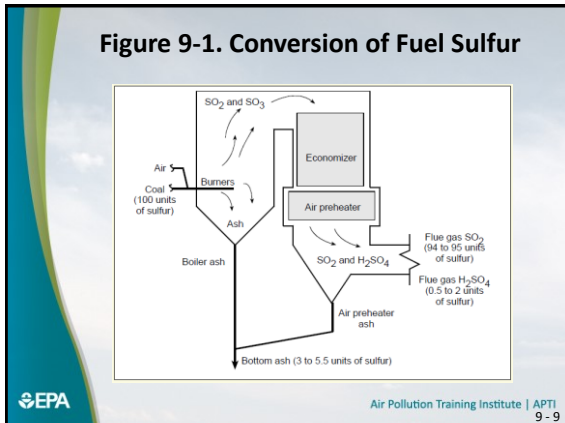 Figure 9-1. Conversion of Fuel Sulfur
SO2 and SO3
Economizer
Air
Burners
Coal
(100 units
of sulfur)
Air preheater
Ash
Flue gas SO2
(94 to 95 units
of sulfur)
Boiler ash
SO2 and H2SO4
Flue gas H2SO4
(0.5 to 2 units
of sulfur)
Air preheater
ash
Bottom ash (3 to 5.5 units of sulfur)
EPA
Air Pollution Training Institute | APTI
9 - 9